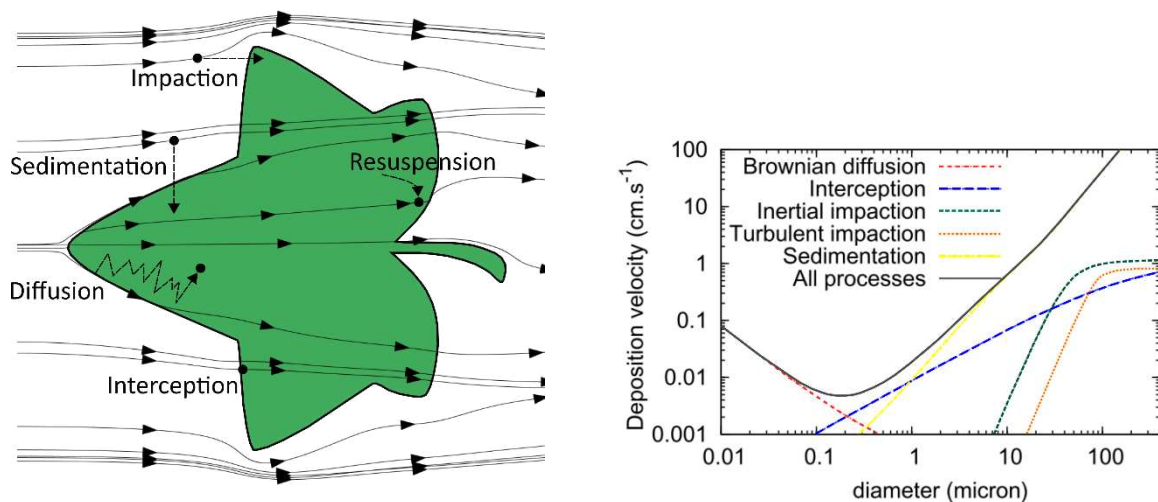 Impaction
Sedimentation
Resuspension
Diffusion
Interception
Deposition velocity (cm.s⁻¹)
100
10
1
0.1
0.01
0.001
Brownian diffusion
Interception
Inertial impaction
Turbulent impaction
Sedimentation
All processes
0.01 0.1 1 10 100
diameter (micron)